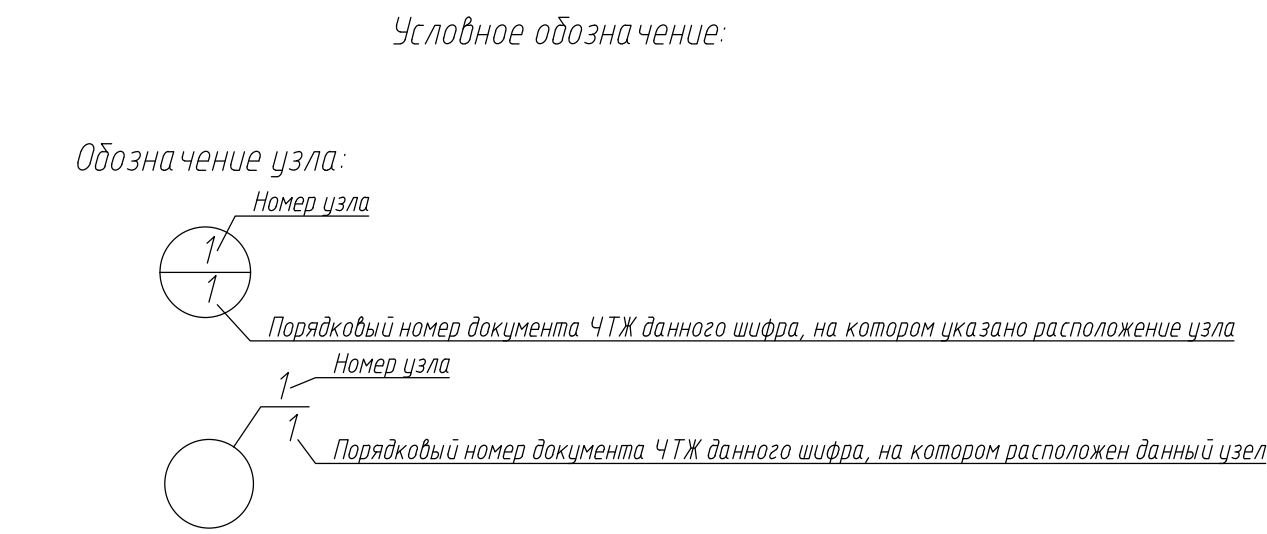 Условное обозначение:
Обозначение узла:
Номер узла
1
1
Порядковый номер документа ЧТЖ данного шифра, на котором указано расположение узла
Номер узла
1
1
Порядковый номер документа ЧТЖ данного шифра, на котором расположен данный узел